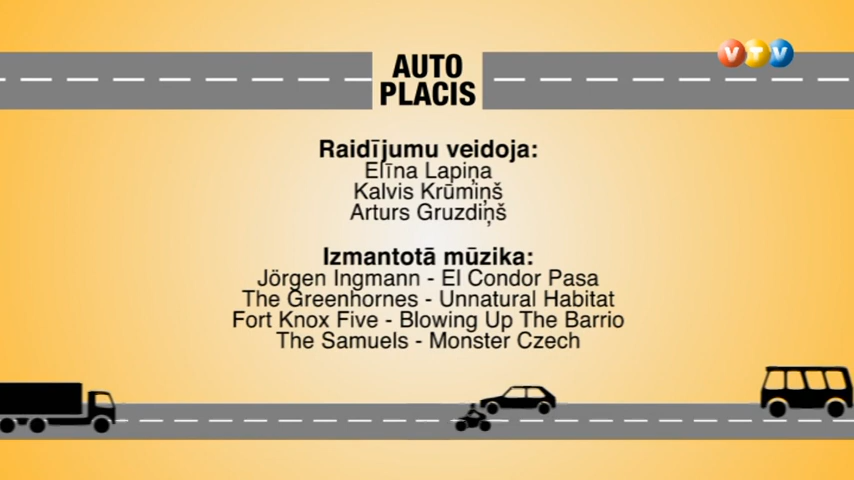 VTV
AUTO
PLACIS
Raidījumu veidoja:
Elīna Lapiņa
Kalvis Krūmiņš
Arturs Gruzdiņš
Izmantotā mūzika:
Jörgen Ingmann - El Condor Pasa
The Greenhornes - Unnatural Habitat
Fort Knox Five - Blowing Up The Barrio
The Samuels - Monster Czech